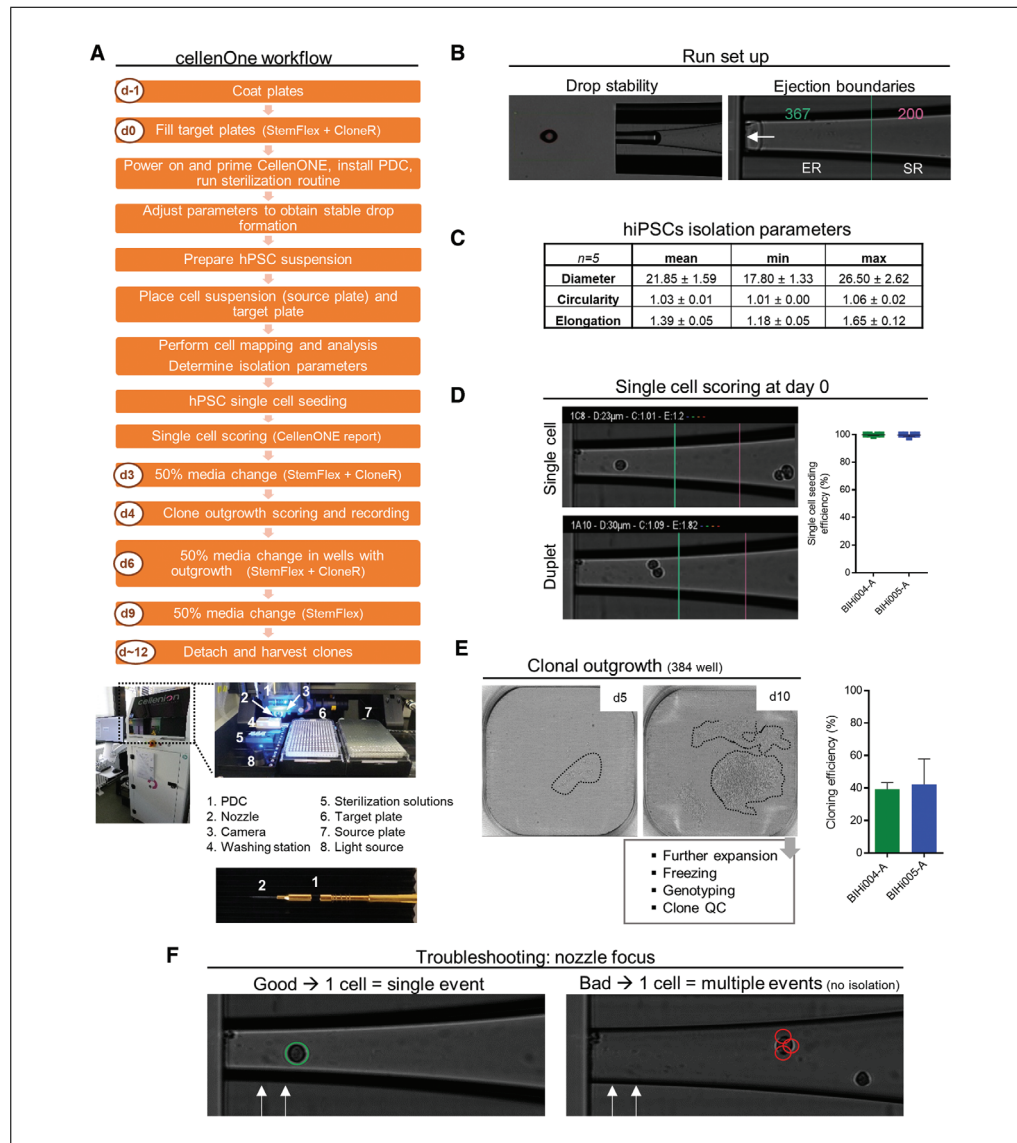 A
cellenOne workflow
d-1
Coat plates
d0
Fill target plates (StemFlex + CloneR)
Power on and prime CellenONE, install PDC,
run sterilization routine
Adjust parameters to obtain stable drop
formation
Prepare hPSC suspension
Place cell suspension (source plate) and
target plate
Perform cell mapping and analysis
Determine isolation parameters
hPSC single cell seeding
Single cell scoring (CellenONE report)
d3
50% media change (StemFlex + CloneR)
d4
Clone outgrowth scoring and recording
d6
50% media change in wells with
outgrowth (StemFlex + CloneR)
d9
50% media change (StemFlex)
d~12
Detach and harvest clones
cellenion
1
2
3
4
5
6
7
8
1. PDC
2. Nozzle
3. Camera
4. Washing station
5. Sterilization solutions
6. Target plate
7. Source plate
8. Light source
2
1
B
Run set up
Drop stability
Ejection boundaries
367
200
ER
SR
C
hiPSCs isolation parameters
n=5 mean min max
Diameter 21.85 ± 1.59 17.80 ± 1.33 26.50 ± 2.62
Circularity 1.03 ± 0.01 1.01 ± 0.00 1.06 ± 0.02
Elongation 1.39 ± 0.05 1.18 ± 0.05 1.65 ± 0.12
D
Single cell scoring at day 0
Single cell
1C8 - D:23µm - C:1.01 - E:1.2 - - - -
Duplet
1A10 - D:30µm - C:1.09 - E:1.82 - - - -
Single cell seeding
efficiency (%)
100
80
60
40
20
0
BIHi004-A
BIHi005-A
E
Clonal outgrowth (384 well)
d5
d10
▪ Further expansion
▪ Freezing
▪ Genotyping
▪ Clone QC
Cloning efficiency (%)
100
80
60
40
20
0
BIHi004-A
BIHi005-A
F
Troubleshooting: nozzle focus
Good → 1 cell = single event
Bad → 1 cell = multiple events (no isolation)